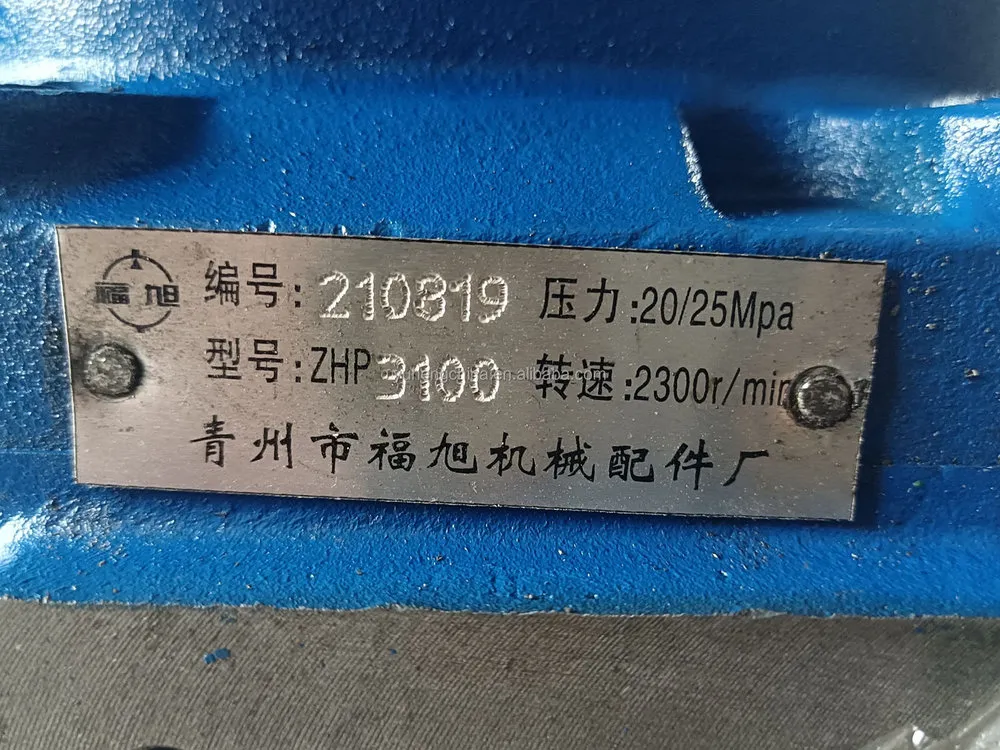 福旭 编号:210819 压力:20/25Mpa
型号:ZHP3100 转速:2300r/min
青州市福旭机械配件厂